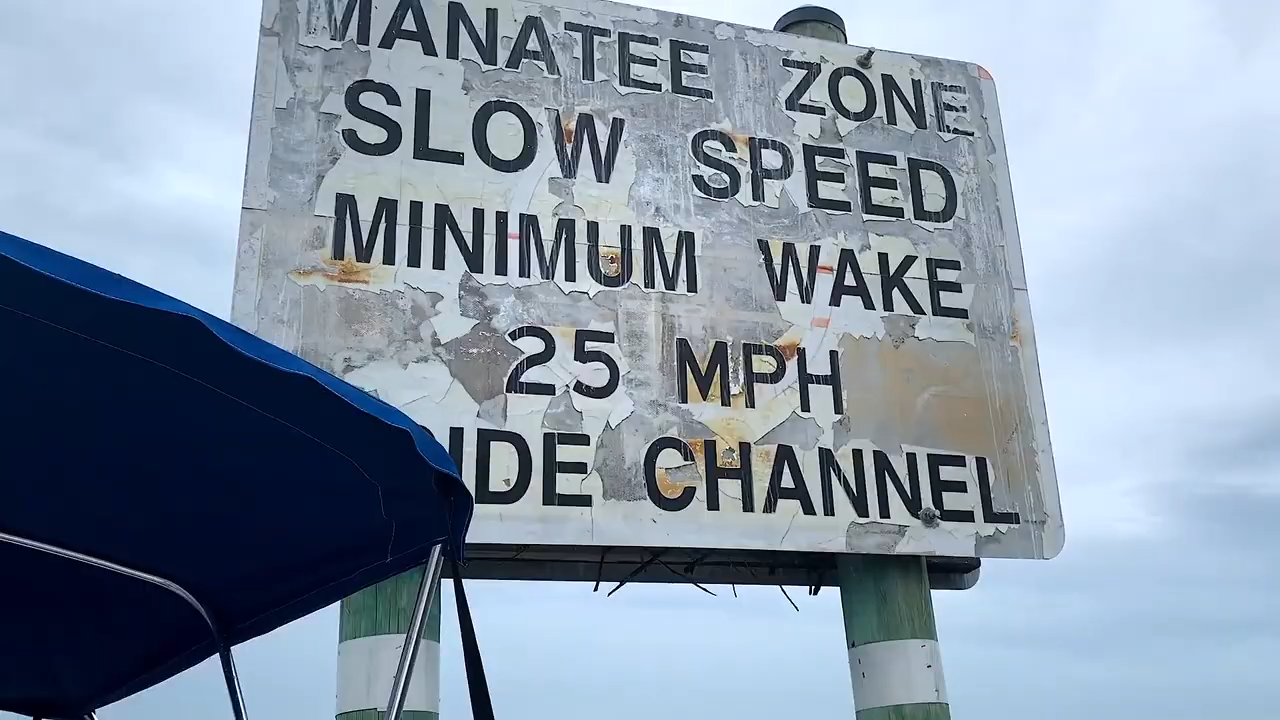 MANATEE ZONE
SLOW SPEED
MINIMUM WAKE
25 MPH
IDE CHANNEL